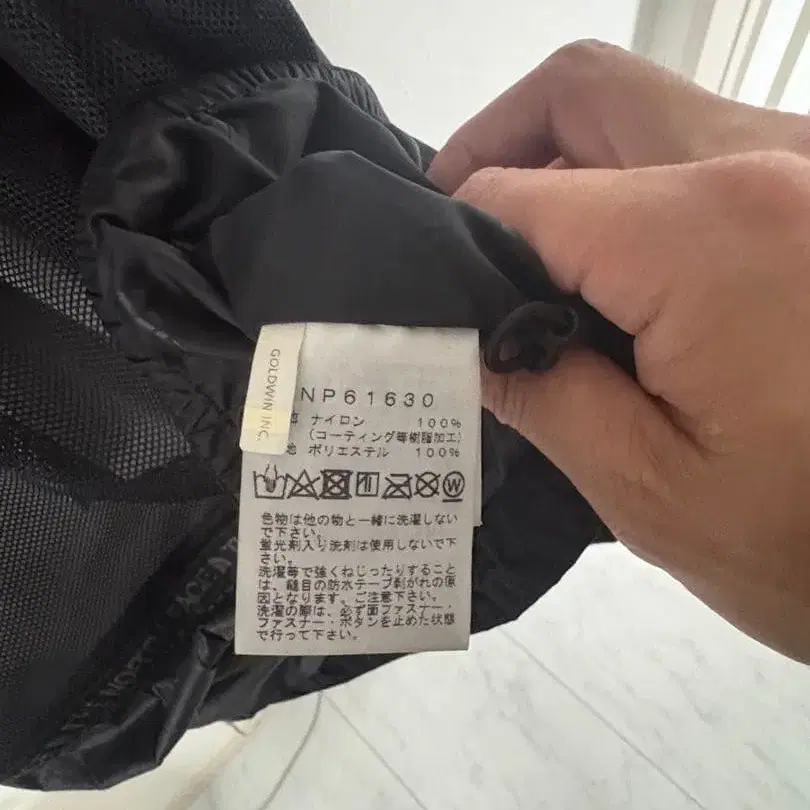 GOLDWIN INC.
NP61630
ナイロン 100%
(コーティング等樹脂加工)
地 ポリエステル 100%
W
色物は他の物と一緒に洗濯しない
で下さい。
蛍光剤入り洗剤は使用しないで下
さい。
洗濯等で強くねじったりすること
は、縫目の防水テープ剥がれの原
因となります。ご注意下さい。
洗濯の際は、必ず面ファスナー・
ファスナー・ボタンを止めた状態
で行って下さい。